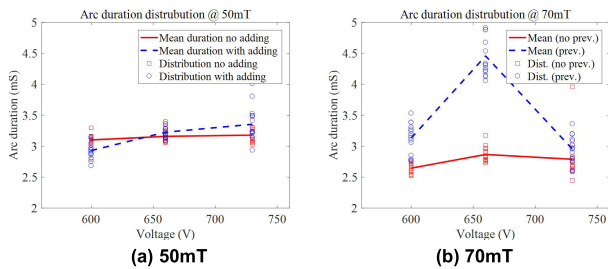 Arc duration distrubution @ 50mT
Mean duration no adding
Mean duration with adding
Distribution no adding
Distribution with adding
Arc duration (mS)
5
4.5
4
3.5
3
2.5
2
600
650
700
750
Voltage (V)
(a) 50mT
Arc duration distrubution @ 70mT
Mean (no prev.)
Mean (prev.)
Dist. (no prev.)
Dist. (prev.)
Arc duration (mS)
5
4.5
4
3.5
3
2.5
2
600
650
700
750
Voltage (V)
(b) 70mT